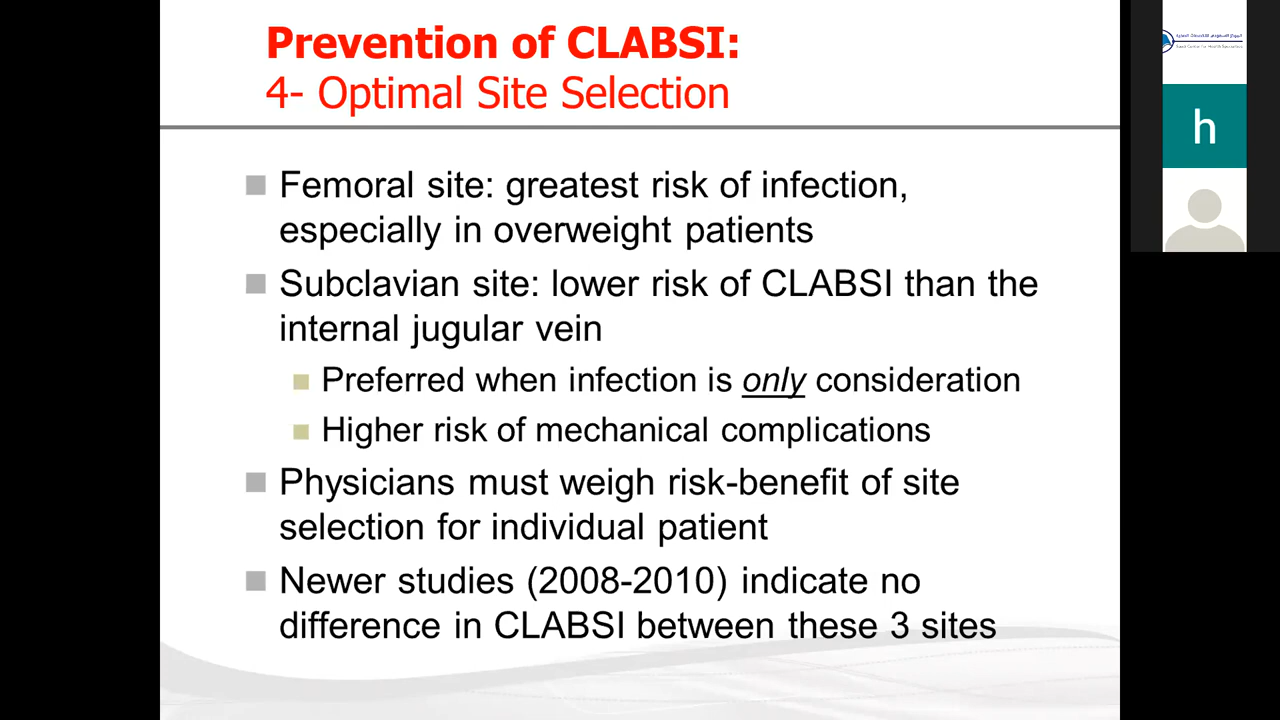 Prevention of CLABSI:
4- Optimal Site Selection
Femoral site: greatest risk of infection,
especially in overweight patients
Subclavian site: lower risk of CLABSI than the
internal jugular vein
Preferred when infection is only consideration
Higher risk of mechanical complications
Physicians must weigh risk-benefit of site
selection for individual patient
Newer studies (2008-2010) indicate no
difference in CLABSI between these 3 sites
h